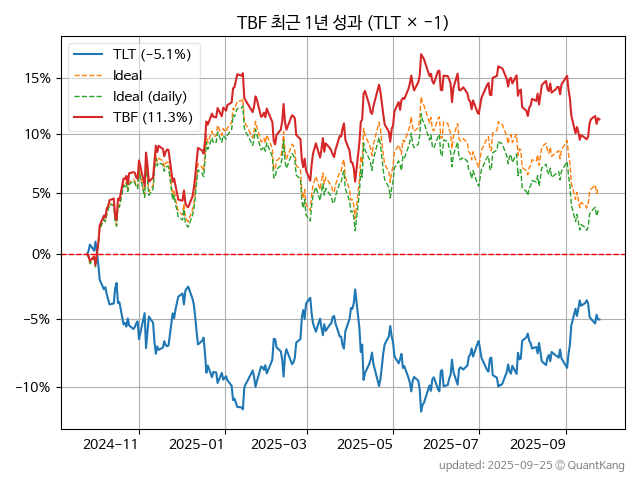 TBF 최근 1년 성과 (TLT × −1)
TLT (−5.1%)
Ideal
Ideal (daily)
TBF (11.3%)
15%
10%
5%
0%
−5%
−10%
2024−11
2025−01
2025−03
2025−05
2025−07
2025−09
updated: 2025-09-25 © QuantKang